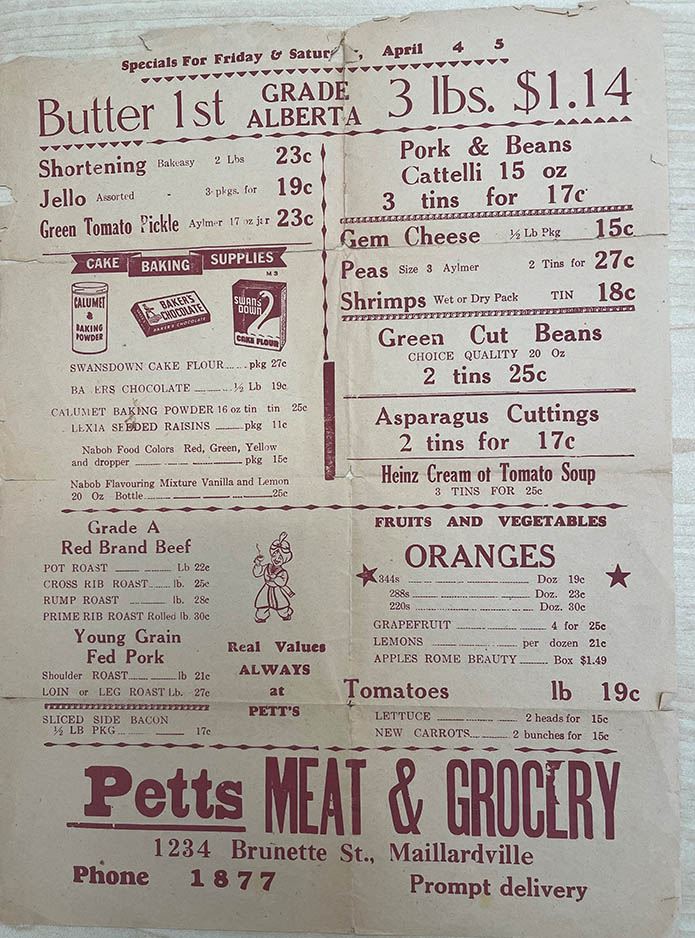 Specials For Friday & Saturday, April 4 5
Butter 1st GRADE ALBERTA 3 lbs. $1.14
Shortening Bakeasy 2 Lbs 23c
Jello Assorted - 3 pkgs. for 19c
Green Tomato Pickle Aylmer 17 oz jar 23c
CAKE BAKING SUPPLIES
M3
CALUMET & BAKING POWDER
BAKER'S CHOCOLATE
BAKER'S CHOCOLATE
SWANS DOWN CAKE FLOUR
SWANSDOWN CAKE FLOUR pkg 27c
BAKERS CHOCOLATE ½ Lb 19c
CALUMET BAKING POWDER 16 oz tin tin 25c
LEXIA SEEDED RAISINS pkg 11c
Nabob Food Colors Red, Green, Yellow
and dropper pkg 15c
Nabob Flavouring Mixture Vanilla and Lemon
20 Oz Bottle 25c
Grade A
Red Brand Beef
POT ROAST Lb 22c
CROSS RIB ROAST lb. 25c
RUMP ROAST lb. 28c
PRIME RIB ROAST Rolled lb. 30c
Young Grain
Fed Pork
Shoulder ROAST lb 21c
LOIN or LEG ROAST Lb. 27c
SLICED SIDE BACON
½ LB PKG 17c
Real Values
ALWAYS
at
PETT'S
Pork & Beans
Cattelli 15 oz
3 tins for 17c
Gem Cheese ½ Lb Pkg 15c
Peas Size 3 Aylmer 2 Tins for 27c
Shrimps Wet or Dry Pack TIN 18c
Green Cut Beans
CHOICE QUALITY 20 Oz
2 tins 25c
Asparagus Cuttings
2 tins for 17c
Heinz Cream ot Tomato Soup
3 TINS FOR 25c
FRUITS AND VEGETABLES
ORANGES
344s Doz 19c
288s Doz. 23c
220s Doz. 30c
GRAPEFRUIT 4 for 25c
LEMONS per dozen 21c
APPLES ROME BEAUTY Box $1.49
Tomatoes lb 19c
LETTUCE 2 heads for 15c
NEW CARROTS 2 bunches for 15c
Petts MEAT & GROCERY
1234 Brunette St., Maillardville
Phone 1877 Prompt delivery